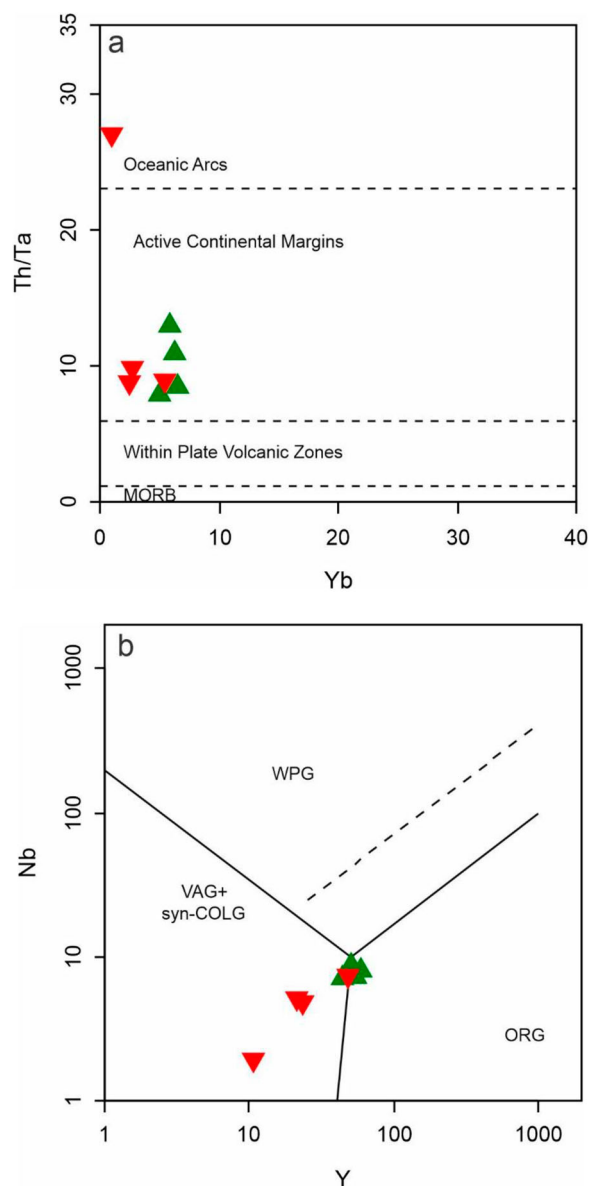 a
35
30
20
10
0
Th/Ta
Oceanic Arcs
Active Continental Margins
Within Plate Volcanic Zones
MORB
0
10
20
30
40
Yb
b
1000
100
10
1
Nb
WPG
VAG+
syn-COLG
ORG
1
10
100
1000
Y